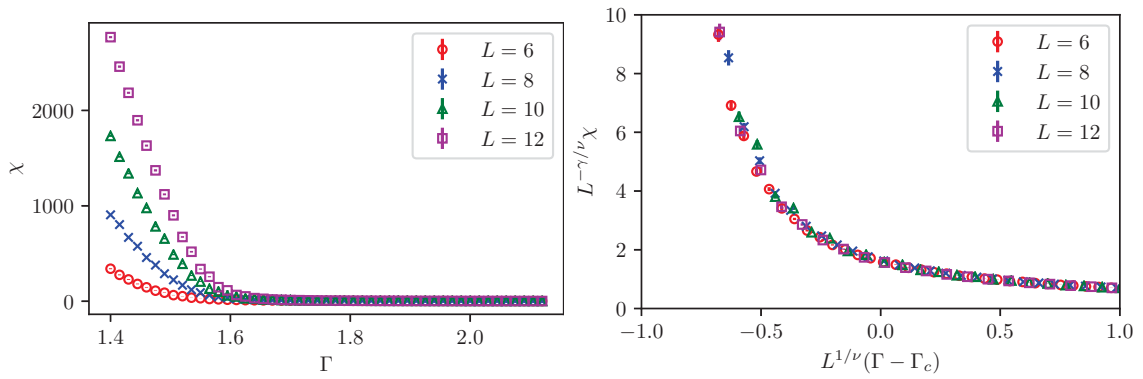 2000
1000
0
χ
1.4 1.6 1.8 2.0
Γ
L = 6
L = 8
L = 10
L = 12
10
8
6
4
2
0
L^{-γ/ν}χ
−1.0 −0.5 0.0 0.5 1.0
L^{1/ν}(Γ − Γ_c)
L = 6
L = 8
L = 10
L = 12